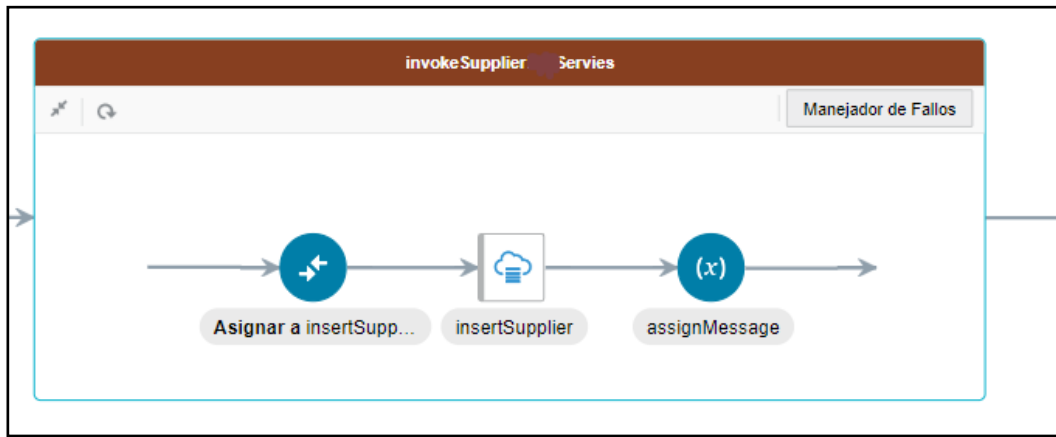 invokeSupplier Servies
Manejador de Fallos
(x)
Asignar a insertSupp...
insertSupplier
assignMessage